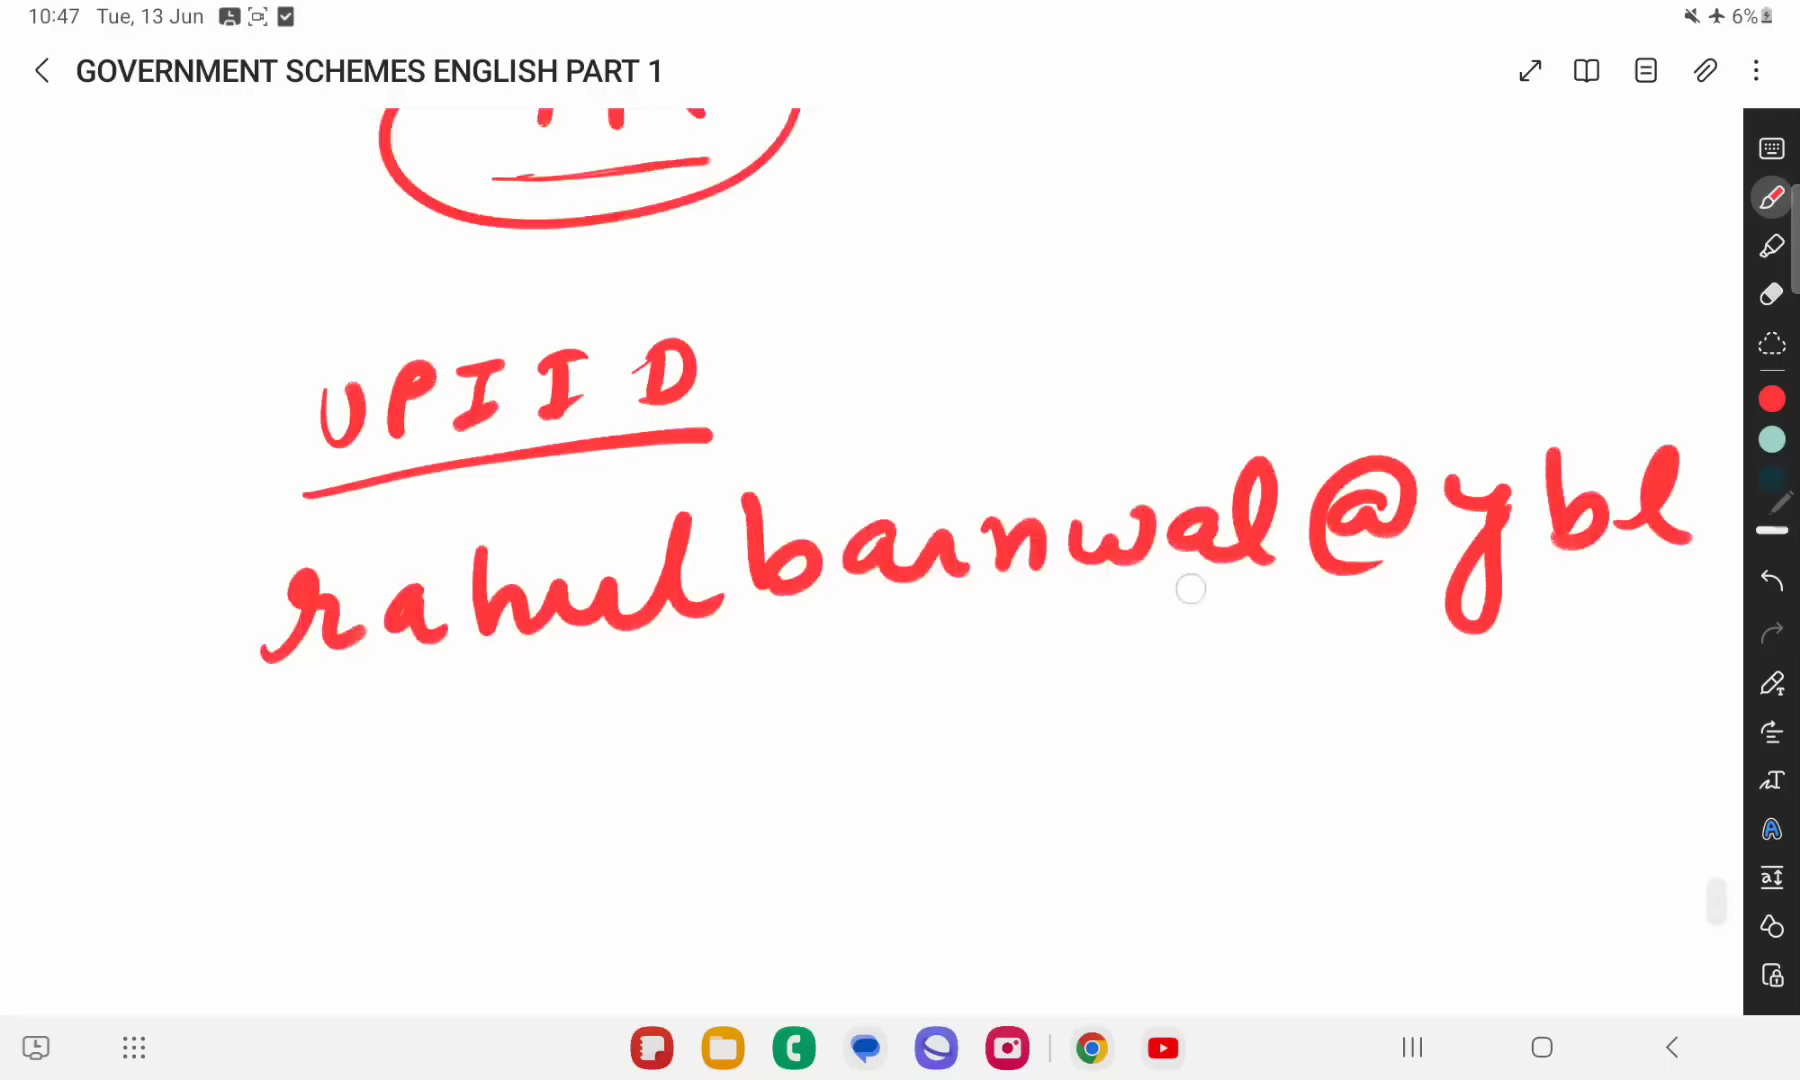 10:47 Tue, 13 Jun 6%
GOVERNMENT SCHEMES ENGLISH PART 1
UPI ID
rahulbarnwal@ybl